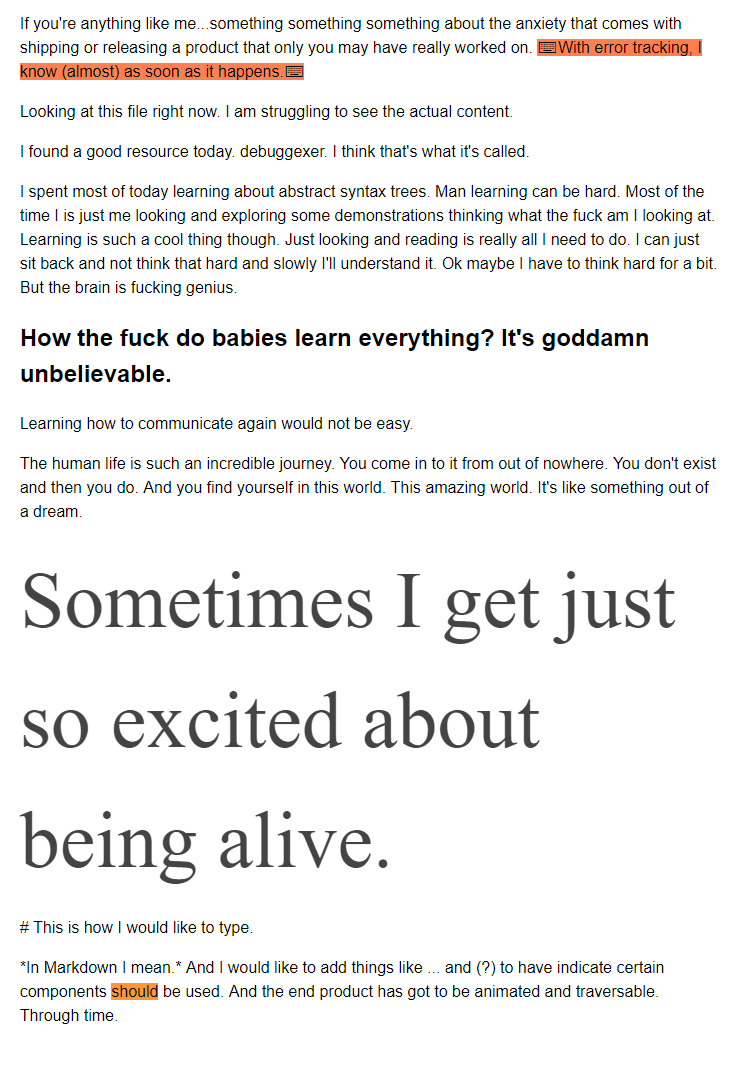 If you're anything like me...something something something about the anxiety that comes with
shipping or releasing a product that only you may have really worked on. ⌨With error tracking, I
know (almost) as soon as it happens.⌨
Looking at this file right now. I am struggling to see the actual content.
I found a good resource today. debuggexer. I think that's what it's called.
I spent most of today learning about abstract syntax trees. Man learning can be hard. Most of the
time I is just me looking and exploring some demonstrations thinking what the fuck am I looking at.
Learning is such a cool thing though. Just looking and reading is really all I need to do. I can just
sit back and not think that hard and slowly I'll understand it. Ok maybe I have to think hard for a bit.
But the brain is fucking genius.
How the fuck do babies learn everything? It's goddamn
unbelievable.
Learning how to communicate again would not be easy.
The human life is such an incredible journey. You come in to it from out of nowhere. You don't exist
and then you do. And you find yourself in this world. This amazing world. It's like something out of
a dream.
Sometimes I get just
so excited about
being alive.
# This is how I would like to type.
*In Markdown I mean.* And I would like to add things like ... and (?) to have indicate certain
components should be used. And the end product has got to be animated and traversable.
Through time.